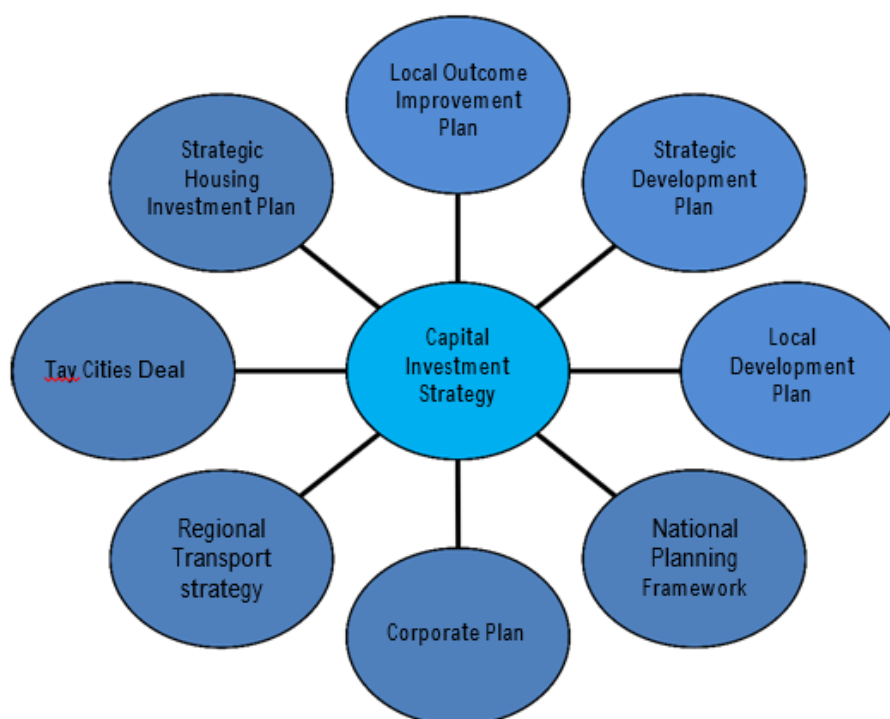 Local Outcome
Improvement
Plan
Strategic
Housing
Investment Plan
Strategic
Development
Plan
Tay Cities Deal
Capital
Investment
Strategy
Local
Development
Plan
Regional
Transport
strategy
National
Planning
Framework
Corporate Plan